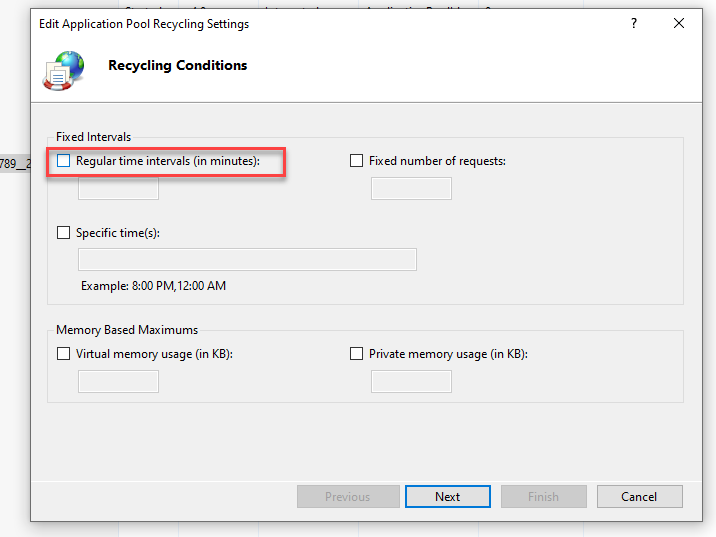 Edit Application Pool Recycling Settings
?
Recycling Conditions
Fixed Intervals
Regular time intervals (in minutes):
Fixed number of requests:
789__2
Specific time(s):
Example: 8:00 PM,12:00 AM
Memory Based Maximums
Virtual memory usage (in KB):
Private memory usage (in KB):
Previous
Next
Finish
Cancel